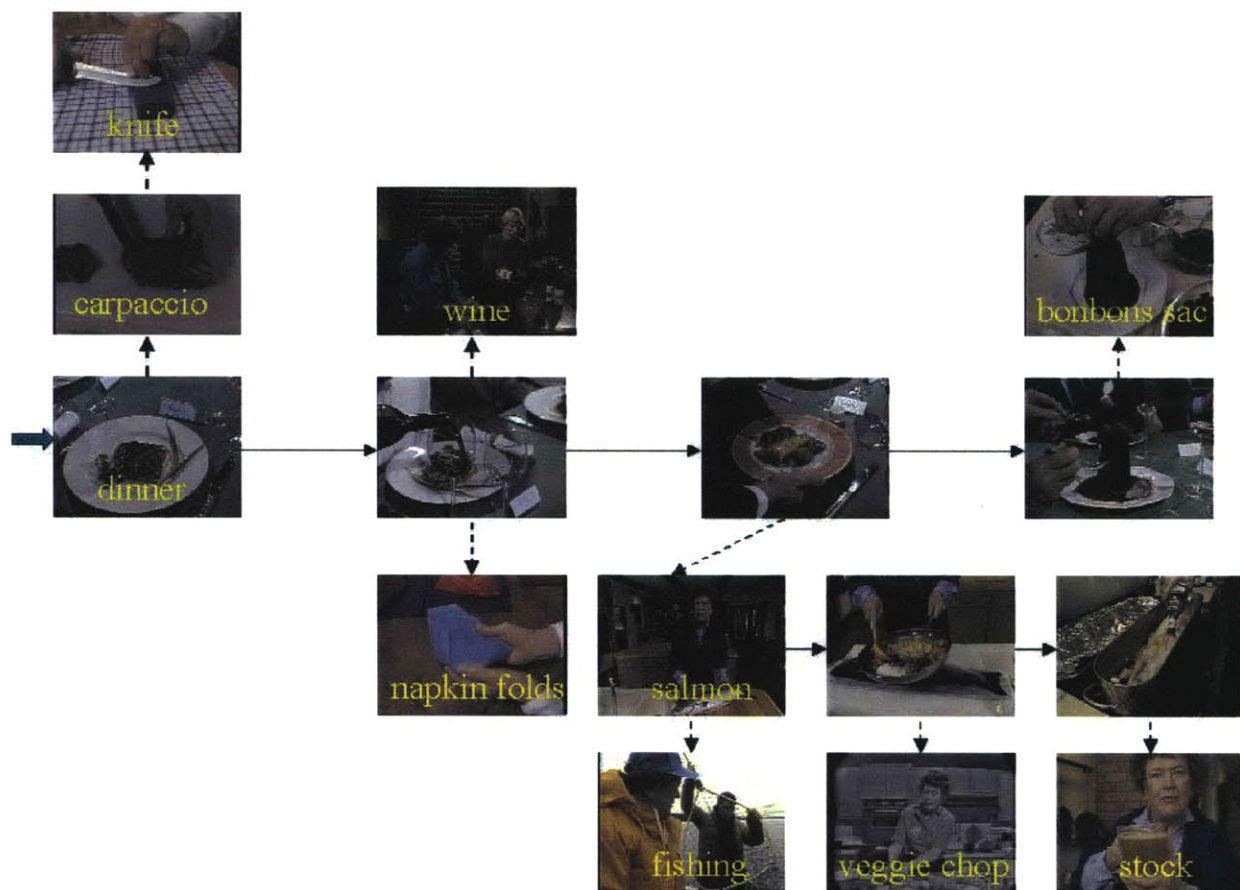 knife
carpaccio
wine
bonbons sac
dinner
napkin folds
salmon
fishing
veggie chop
stock